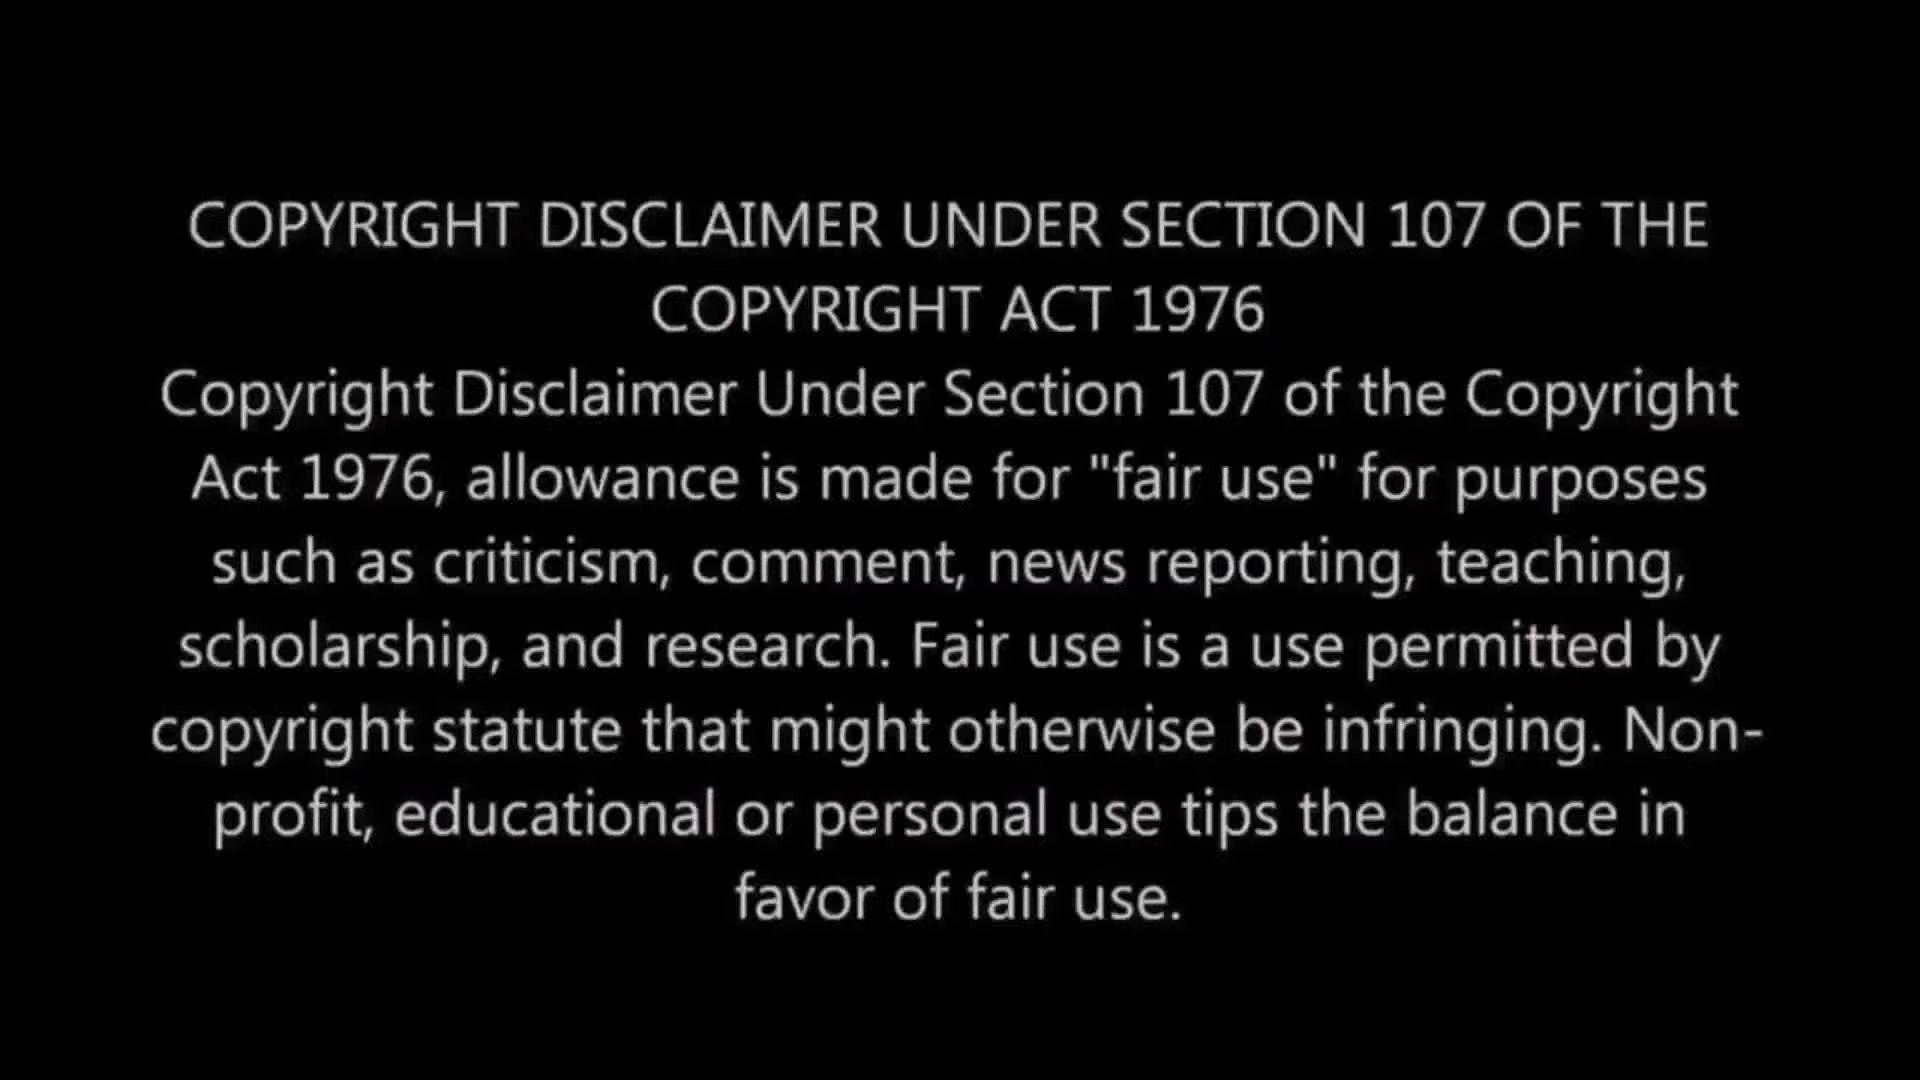 COPYRIGHT DISCLAIMER UNDER SECTION 107 OF THE
COPYRIGHT ACT 1976
Copyright Disclaimer Under Section 107 of the Copyright
Act 1976, allowance is made for "fair use" for purposes
such as criticism, comment, news reporting, teaching,
scholarship, and research. Fair use is a use permitted by
copyright statute that might otherwise be infringing. Non-
profit, educational or personal use tips the balance in
favor of fair use.